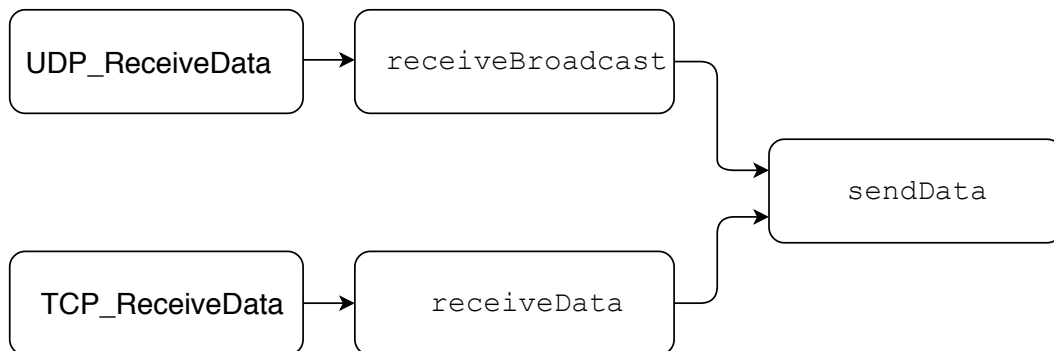 UDP_ReceiveData
receiveBroadcast
sendData
TCP_ReceiveData
receiveData